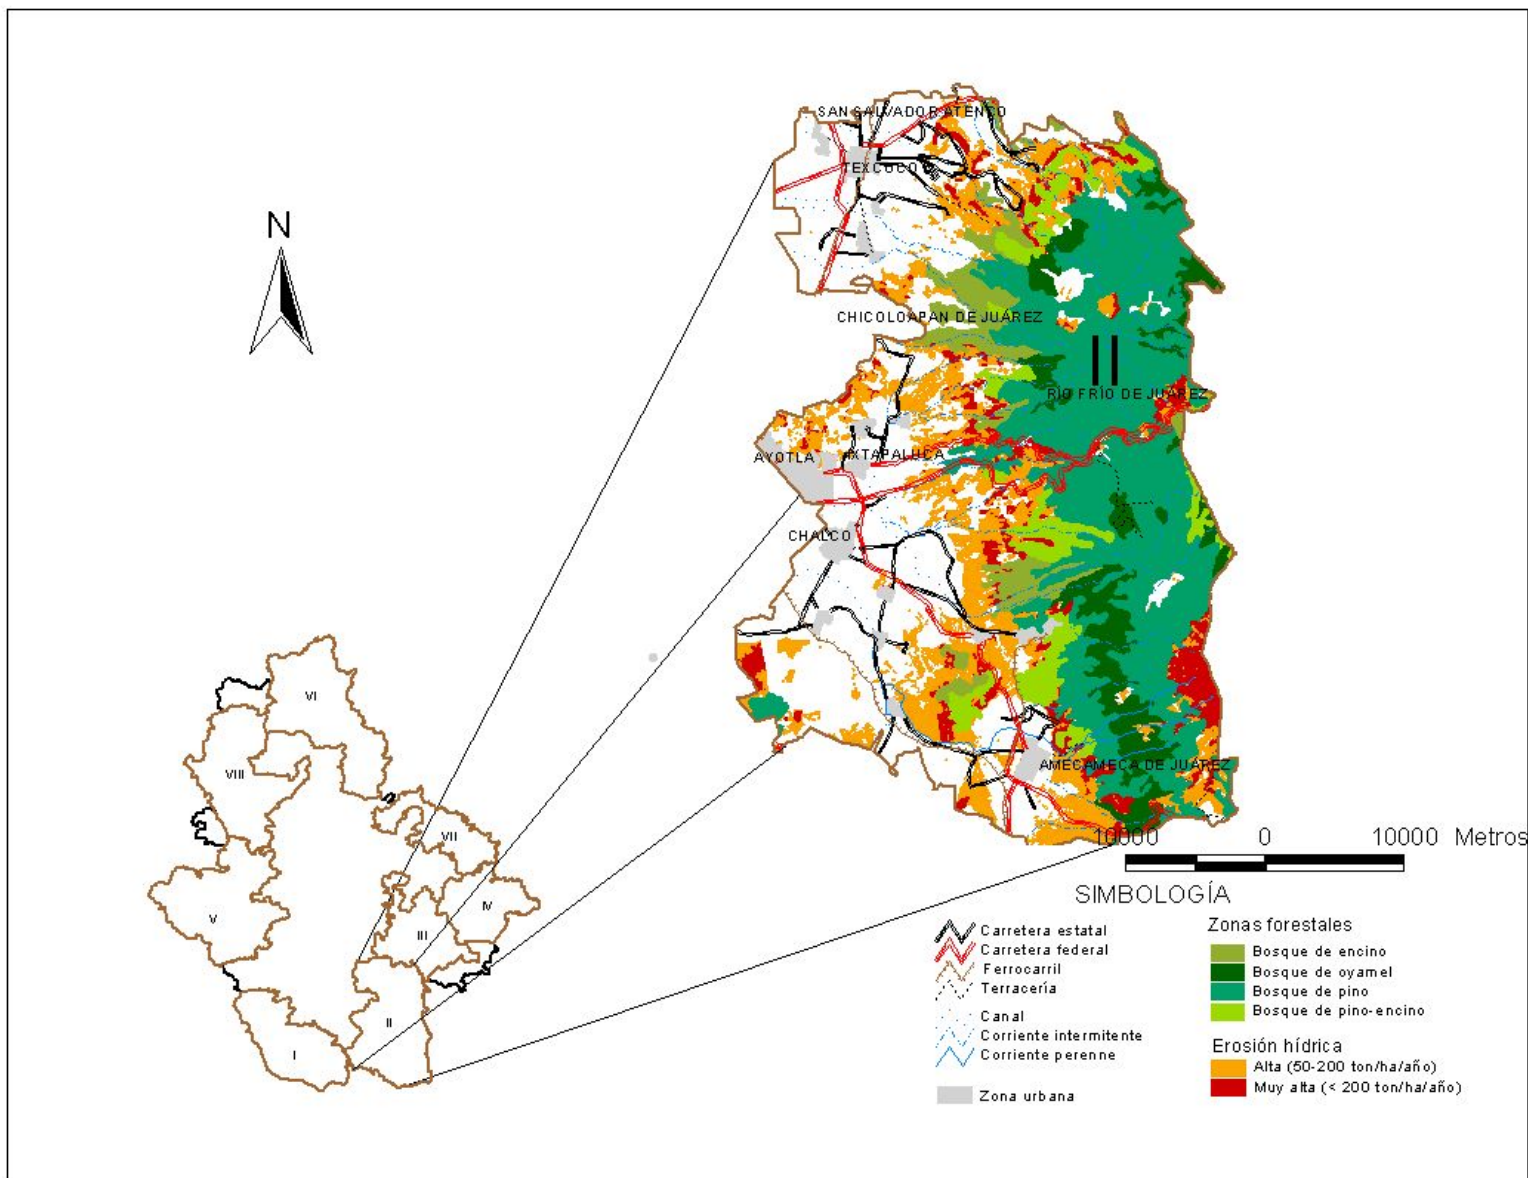 SAN SALVADOR ATENCO
TEXCOCO
N
CHICOLOAPAN DE JUÁREZ
II
RÍO FRÍO DE JUÁREZ
AYOTLA
IXTAPALUCA
CHALCO
VI
VIII
VII
V
IV
III
II
I
AMECAMECA DE JUÁREZ
10000 0 10000 Metros
SIMBOLOGÍA
Carretera estatal
Carretera federal
Ferrocarril
Terracería
Canal
Corriente intermitente
Corriente perenne
Zona urbana
Zonas forestales
Bosque de encino
Bosque de oyamel
Bosque de pino
Bosque de pino-encino
Erosión hídrica
Alta (50-200 ton/ha/año)
Muy alta (< 200 ton/ha/año)